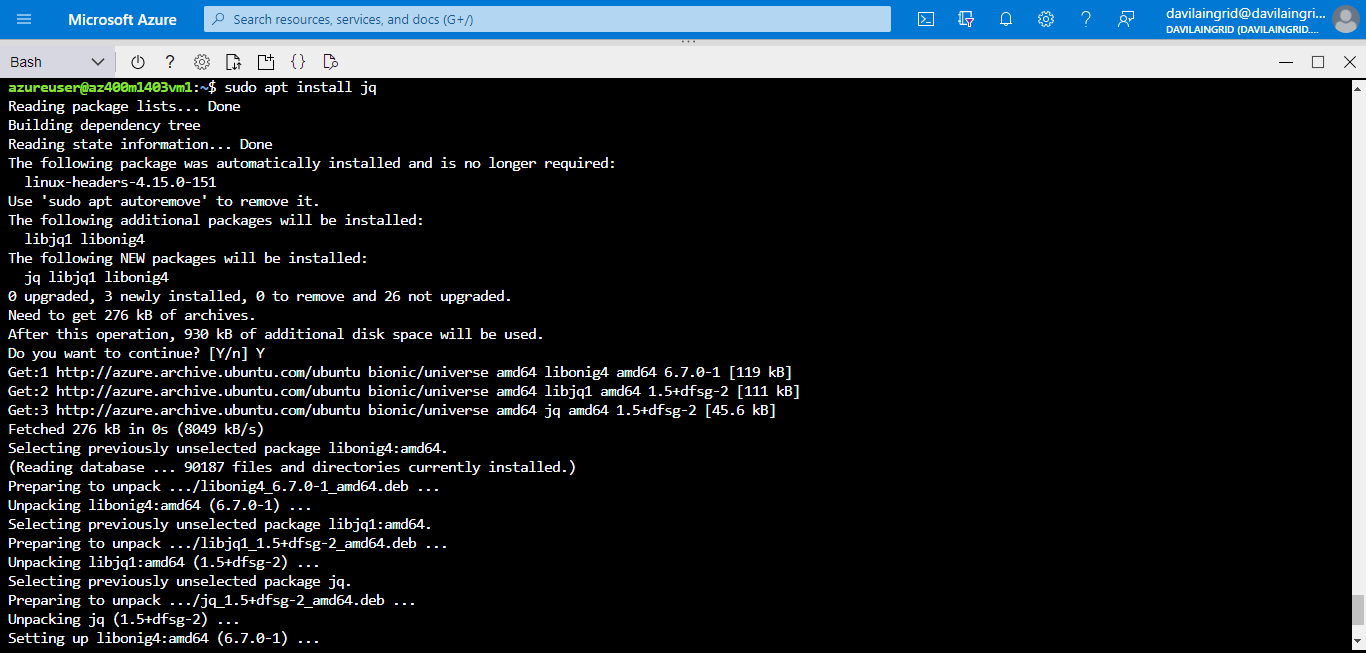 Microsoft Azure
Search resources, services, and docs (G+/)
davilaingrid@davilaingri...
DAVILAINGRID (DAVILAINGRID....
Bash
azureuser@az400m1403vm1:~$ sudo apt install jq
Reading package lists... Done
Building dependency tree
Reading state information... Done
The following package was automatically installed and is no longer required:
  linux-headers-4.15.0-151
Use 'sudo apt autoremove' to remove it.
The following additional packages will be installed:
  libjq1 libonig4
The following NEW packages will be installed:
  jq libjq1 libonig4
0 upgraded, 3 newly installed, 0 to remove and 26 not upgraded.
Need to get 276 kB of archives.
After this operation, 930 kB of additional disk space will be used.
Do you want to continue? [Y/n] Y
Get:1 http://azure.archive.ubuntu.com/ubuntu bionic/universe amd64 libonig4 amd64 6.7.0-1 [119 kB]
Get:2 http://azure.archive.ubuntu.com/ubuntu bionic/universe amd64 libjq1 amd64 1.5+dfsg-2 [111 kB]
Get:3 http://azure.archive.ubuntu.com/ubuntu bionic/universe amd64 jq amd64 1.5+dfsg-2 [45.6 kB]
Fetched 276 kB in 0s (8049 kB/s)
Selecting previously unselected package libonig4:amd64.
(Reading database ... 90187 files and directories currently installed.)
Preparing to unpack .../libonig4_6.7.0-1_amd64.deb ...
Unpacking libonig4:amd64 (6.7.0-1) ...
Selecting previously unselected package libjq1:amd64.
Preparing to unpack .../libjq1_1.5+dfsg-2_amd64.deb ...
Unpacking libjq1:amd64 (1.5+dfsg-2) ...
Selecting previously unselected package jq.
Preparing to unpack .../jq_1.5+dfsg-2_amd64.deb ...
Unpacking jq (1.5+dfsg-2) ...
Setting up libonig4:amd64 (6.7.0-1) ...